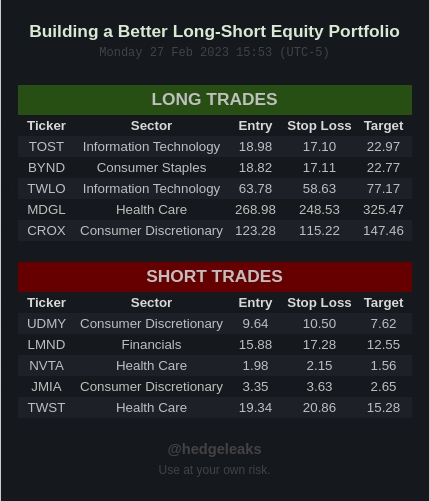 Building a Better Long-Short Equity Portfolio
Monday 27 Feb 2023 15:53 (UTC-5)
LONG TRADES
Ticker Sector Entry Stop Loss Target
TOST Information Technology 18.98 17.10 22.97
BYND Consumer Staples 18.82 17.11 22.77
TWLO Information Technology 63.78 58.63 77.17
MDGL Health Care 268.98 248.53 325.47
CROX Consumer Discretionary 123.28 115.22 147.46
SHORT TRADES
Ticker Sector Entry Stop Loss Target
UDMY Consumer Discretionary 9.64 10.50 7.62
LMND Financials 15.88 17.28 12.55
NVTA Health Care 1.98 2.15 1.56
JMIA Consumer Discretionary 3.35 3.63 2.65
TWST Health Care 19.34 20.86 15.28
@hedgeleaks
Use at your own risk.